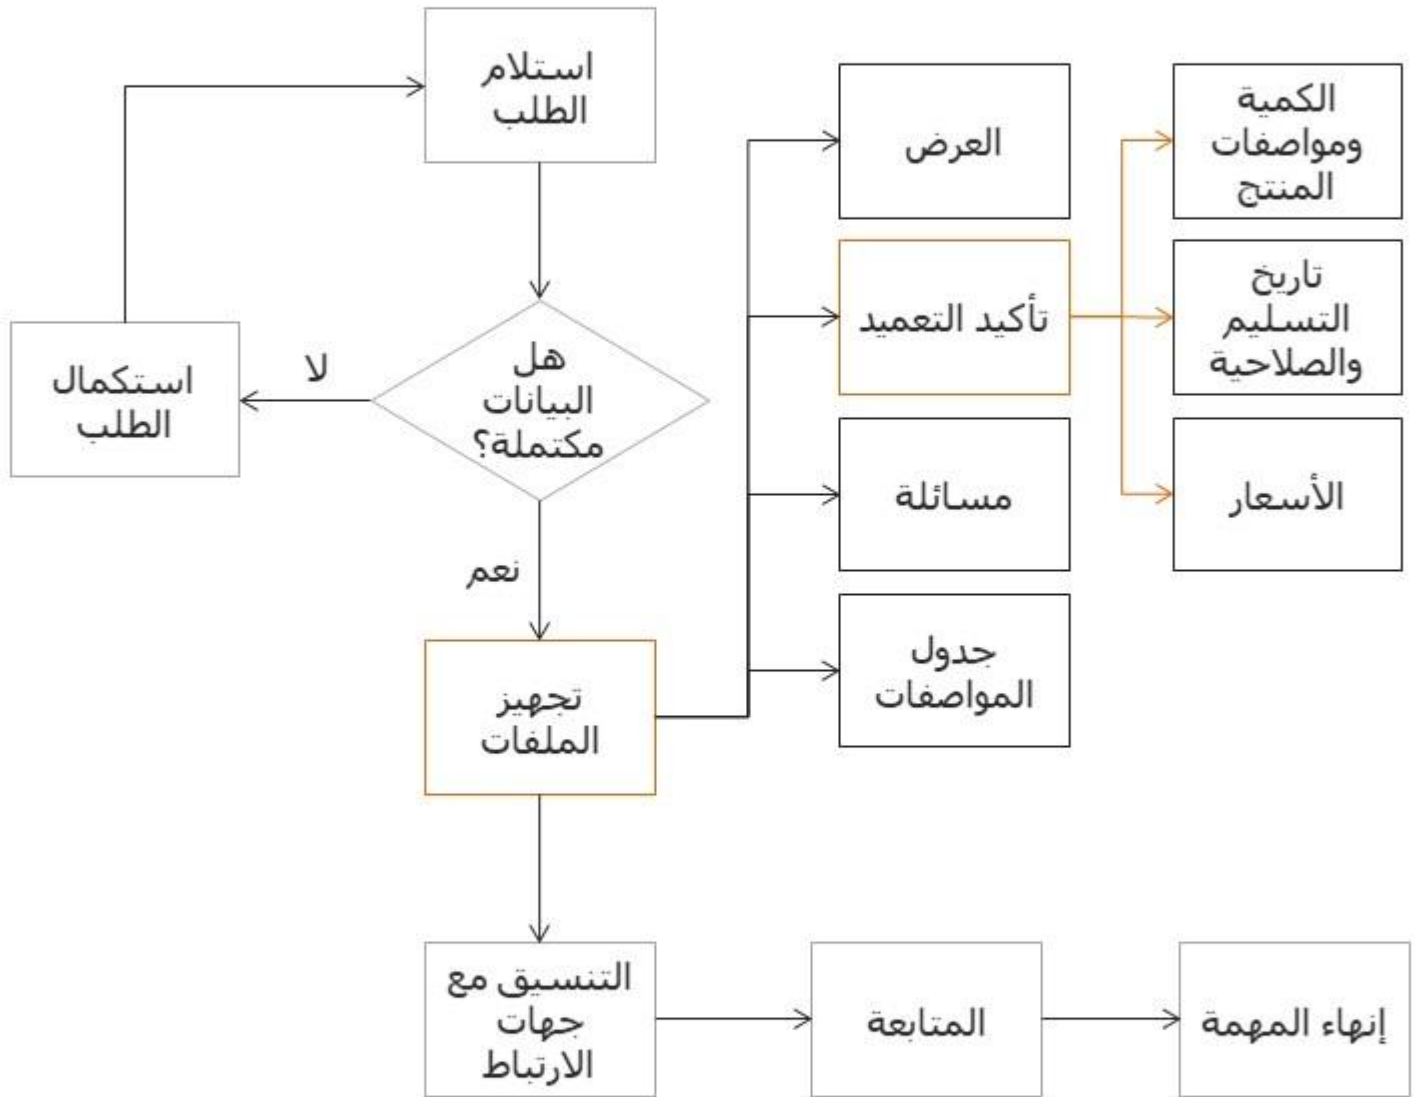 استلام
الطلب
هل
البيانات
مكتملة؟
لا
استكمال
الطلب
نعم
تجهيز
الملفات
العرض
تأكيد التعميد
مسائلة
جدول
المواصفات
الكمية
ومواصفات
المنتج
تاريخ
التسليم
والصلاحية
الأسعار
التنسيق مع
جهات
الارتباط
المتابعة
إنهاء المهمة